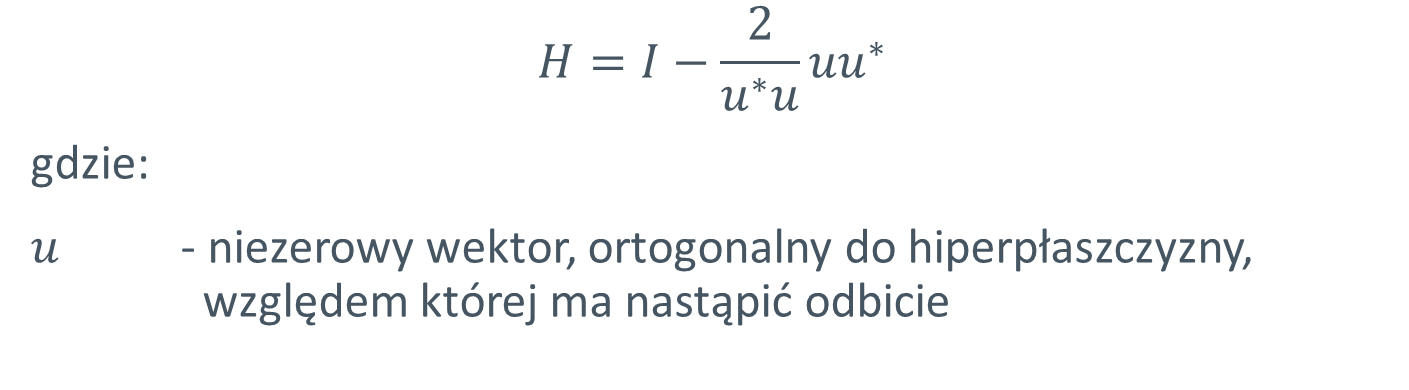 H = I − 2/(u*u) uu*
gdzie:
u - niezerowy wektor, ortogonalny do hiperpłaszczyzny,
względem której ma nastąpić odbicie